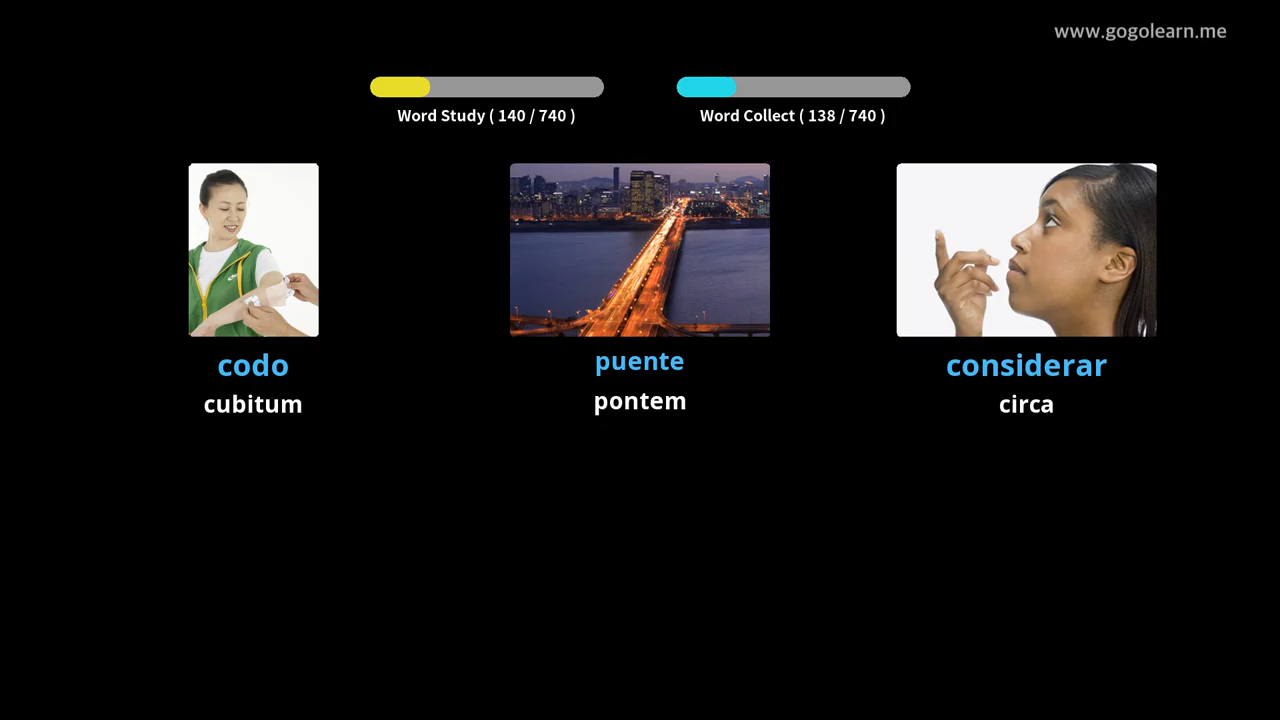 www.gogolearn.me
Word Study ( 140 / 740 )
Word Collect ( 138 / 740 )
codo
cubitum
puente
pontem
considerar
circa